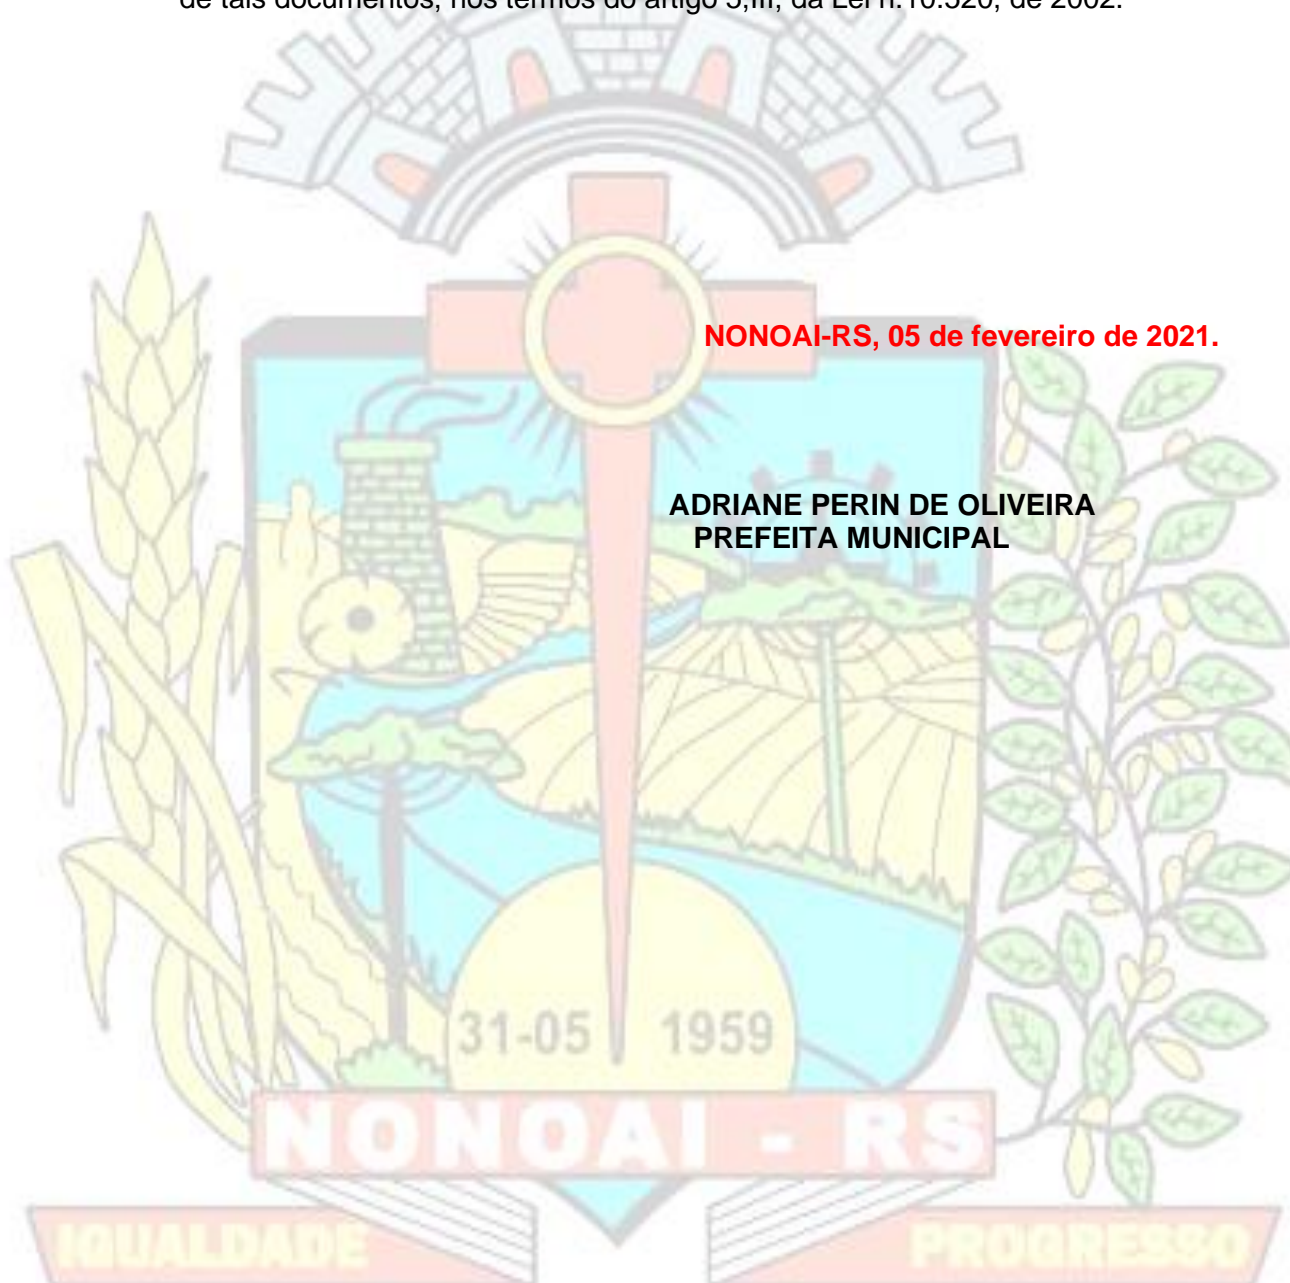 de tais documentos, nos termos do artigo 5,III, da Lei n.10.520, de 2002.
NONOAI-RS, 05 de fevereiro de 2021.
ADRIANE PERIN DE OLIVEIRA
PREFEITA MUNICIPAL
31-05 1959
NONOAI - RS
IGUALDADE PROGRESSO